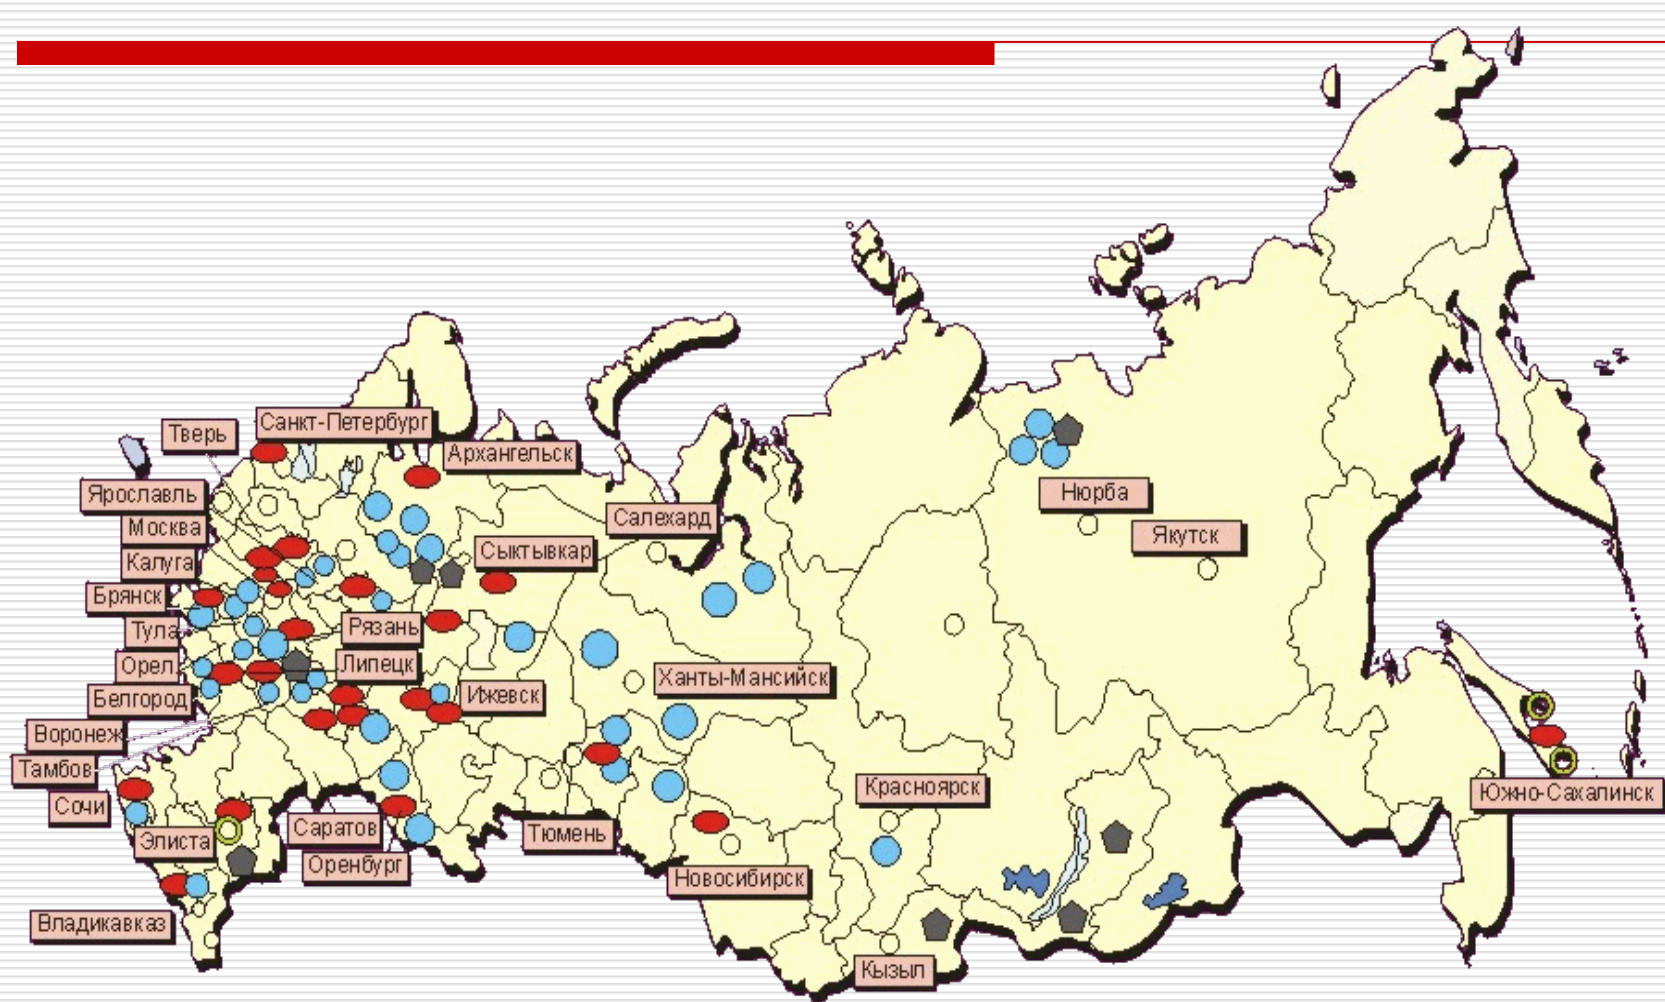 Санкт-Петербург
Тверь
Архангельск
Ярославль
Нюрба
Салехард
Москва
Якутск
Сыктывкар
Калуга
Брянск
Тула
Рязань
Орел
Липецк
Ханты-Мансийск
Белгород
Ижевск
Воронеж
Тамбов
Красноярск
Южно-Сахалинск
Сочи
Саратов
Тюмень
Элиста
Оренбург
Новосибирск
Владикавказ
Кызыл